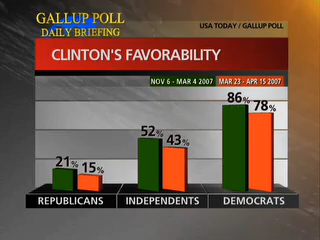 GALLUP POLL
DAILY BRIEFING
USA TODAY / GALLUP POLL
CLINTON'S FAVORABILITY
NOV 6 - MAR 4 2007 MAR 23 - APR 15 2007
21% 15% 52% 43% 86% 78%
REPUBLICANS INDEPENDENTS DEMOCRATS